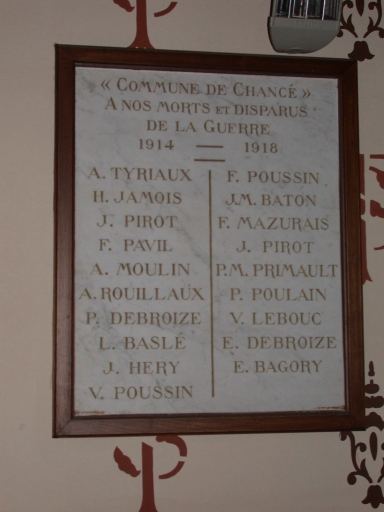 « COMMUNE DE CHANCÉ »
A NOS MORTS ET DISPARUS
DE LA GUERRE
1914 — 1918
A. TYRIAUX
H. JAMOIS
J. PIROT
F. PAVIL
A. MOULIN
A. ROUILLAUX
P. DEBROIZE
L. BASLÉ
J. HERY
V. POUSSIN
F. POUSSIN
J.M. BATON
F. MAZURAIS
J. PIROT
P.M. PRIMAULT
P. POULAIN
V. LEBOUC
E. DEBROIZE
E. BAGORY